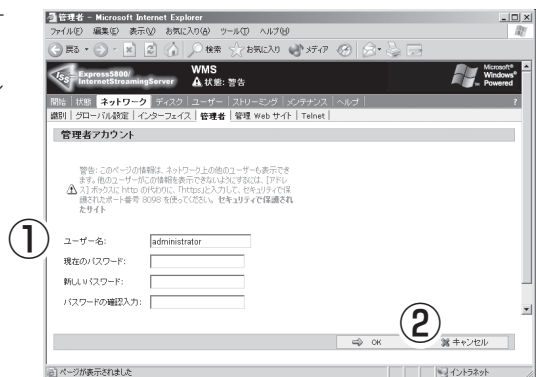 管理者 - Microsoft Internet Explorer
ファイル(F) 編集(E) 表示(V) お気に入り(A) ツール(T) ヘルプ(H)
戻る 検索 お気に入り メディア
Express5800/
InternetStreamingServer
WMS
状態: 警告
Microsoft®
Windows®
Powered
開始 状態 ネットワーク ディスク ユーザー ストリーミング メンテナンス ヘルプ ?
識別 グローバル設定 インターフェイス 管理者 管理 Web サイト Telnet
管理者アカウント
警告: このページの情報は、ネットワーク上の他のユーザーも表示でき
ます。他のユーザーがこの情報を表示できないようにするには、[アドレ
ス] ボックスに http の代わりに、「https」と入力して、セキュリティで保
護されたポート番号 8098 を使ってください。セキュリティで保護され
たサイト
①
ユーザー名: administrator
現在のパスワード:
新しいパスワード:
パスワードの確認入力:
②
OK キャンセル
ページが表示されました イントラネット